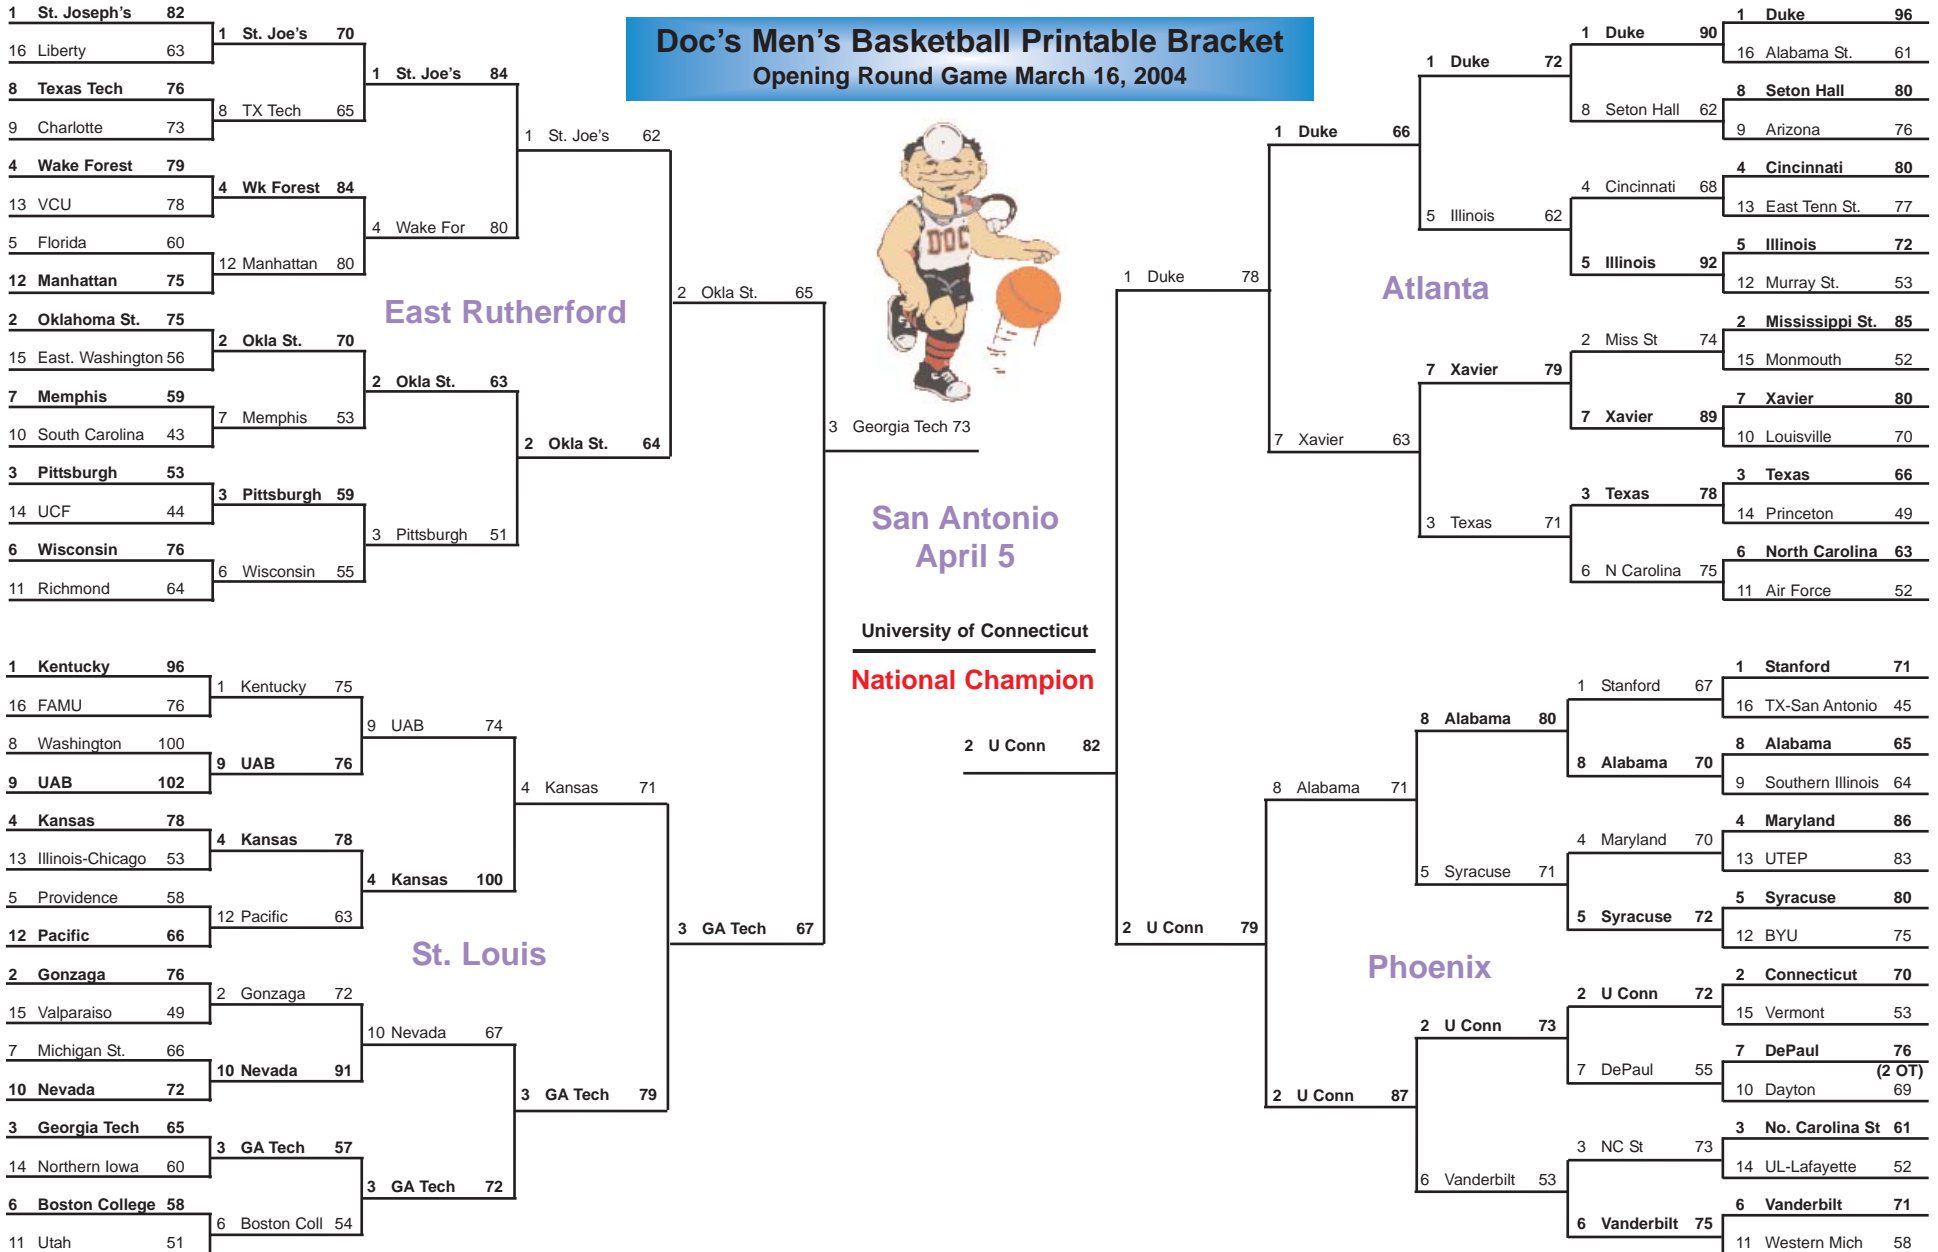 Doc's Men's Basketball Printable Bracket
Opening Round Game March 16, 2004
1 St. Joseph's 82
16 Liberty 63
8 Texas Tech 76
9 Charlotte 73
4 Wake Forest 79
13 VCU 78
5 Florida 60
12 Manhattan 75
2 Oklahoma St. 75
15 East. Washington 56
7 Memphis 59
10 South Carolina 43
3 Pittsburgh 53
14 UCF 44
6 Wisconsin 76
11 Richmond 64
1 St. Joe's 70
8 TX Tech 65
4 Wk Forest 84
12 Manhattan 80
2 Okla St. 70
7 Memphis 53
3 Pittsburgh 59
6 Wisconsin 55
1 St. Joe's 84
4 Wake For 80
2 Okla St. 63
3 Pittsburgh 51
1 St. Joe's 62
2 Okla St. 64
East Rutherford
2 Okla St. 65
1 Kentucky 96
16 FAMU 76
8 Washington 100
9 UAB 102
4 Kansas 78
13 Illinois-Chicago 53
5 Providence 58
12 Pacific 66
2 Gonzaga 76
15 Valparaiso 49
7 Michigan St. 66
10 Nevada 72
3 Georgia Tech 65
14 Northern Iowa 60
6 Boston College 58
11 Utah 51
1 Kentucky 75
9 UAB 76
4 Kansas 78
12 Pacific 63
2 Gonzaga 72
10 Nevada 91
3 GA Tech 57
6 Boston Coll 54
9 UAB 74
4 Kansas 100
10 Nevada 67
3 GA Tech 72
4 Kansas 71
3 GA Tech 79
St. Louis
3 GA Tech 67
DOC
3 Georgia Tech 73
San Antonio
April 5
University of Connecticut
National Champion
2 U Conn 82
1 Duke 78
2 U Conn 79
Atlanta
1 Duke 66
7 Xavier 63
1 Duke 72
5 Illinois 62
7 Xavier 79
3 Texas 71
1 Duke 90
8 Seton Hall 62
4 Cincinnati 68
5 Illinois 92
2 Miss St 74
7 Xavier 89
3 Texas 78
6 N Carolina 75
1 Duke 96
16 Alabama St. 61
8 Seton Hall 80
9 Arizona 76
4 Cincinnati 80
13 East Tenn St. 77
5 Illinois 72
12 Murray St. 53
2 Mississippi St. 85
15 Monmouth 52
7 Xavier 80
10 Louisville 70
3 Texas 66
14 Princeton 49
6 North Carolina 63
11 Air Force 52
Phoenix
8 Alabama 71
2 U Conn 87
8 Alabama 80
5 Syracuse 71
2 U Conn 73
6 Vanderbilt 53
1 Stanford 67
8 Alabama 70
4 Maryland 70
5 Syracuse 72
2 U Conn 72
7 DePaul 55
3 NC St 73
6 Vanderbilt 75
1 Stanford 71
16 TX-San Antonio 45
8 Alabama 65
9 Southern Illinois 64
4 Maryland 86
13 UTEP 83
5 Syracuse 80
12 BYU 75
2 Connecticut 70
15 Vermont 53
7 DePaul 76
(2 OT)
10 Dayton 69
3 No. Carolina St 61
14 UL-Lafayette 52
6 Vanderbilt 71
11 Western Mich 58